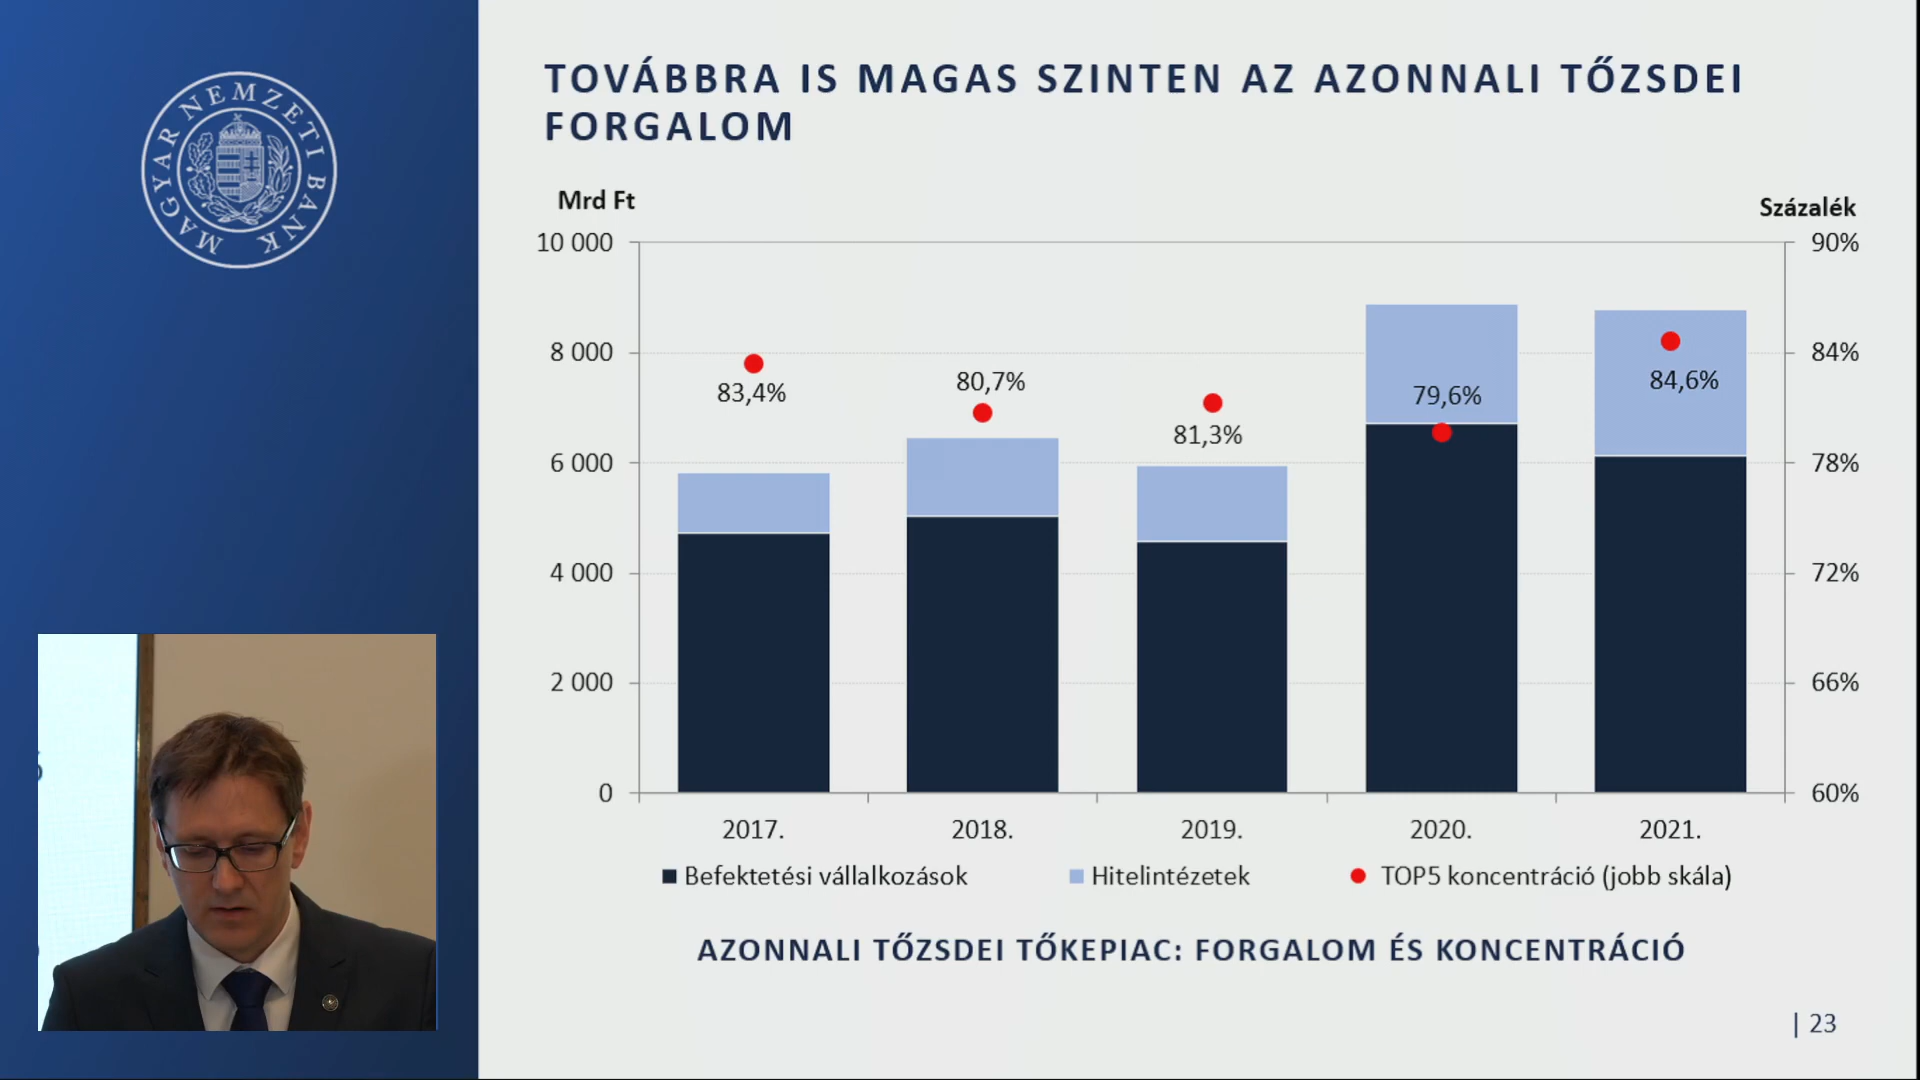 MAGYAR NEMZETI BANK
TOVÁBBRA IS MAGAS SZINTEN AZ AZONNALI TŐZSDEI
FORGALOM
Mrd Ft
Százalék
10 000
8 000
6 000
4 000
2 000
0
90%
84%
78%
72%
66%
60%
83,4%
80,7%
81,3%
79,6%
84,6%
2017. 2018. 2019. 2020. 2021.
Befektetési vállalkozások Hitelintézetek TOP5 koncentráció (jobb skála)
AZONNALI TŐZSDEI TŐKEPIAC: FORGALOM ÉS KONCENTRÁCIÓ
| 23